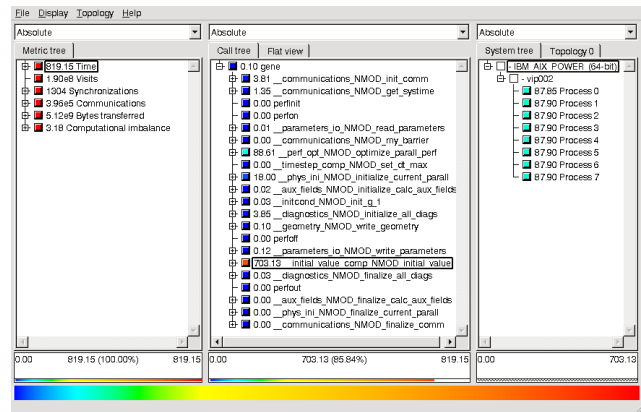 File Display Topology Help
Absolute
Metric tree
819.15 Time
1.90e8 Visits
1304 Synchronizations
3.96e5 Communications
5.12e9 Bytes transferred
3.18 Computational imbalance
0.00 819.15 (100.00%) 819.15
Absolute
Call tree Flat view
0.10 gene
3.81 __communications_NMOD_init_comm
1.35 __communications_NMOD_get_systime
0.00 perfinit
0.00 perfon
0.01 __parameters_io_NMOD_read_parameters
0.00 __communications_NMOD_my_barrier
88.61 __perf_opt_NMOD_optimize_parall_perf
0.00 __timestep_comp_NMOD_set_dt_max
18.00 __phys_ini_NMOD_initialize_current_parall
0.02 __aux_fields_NMOD_initialize_calc_aux_fields
0.03 __initcond_NMOD_init_g_1
3.85 __diagnostics_NMOD_initialize_all_diags
0.10 __geometry_NMOD_write_geometry
0.00 perfoff
0.12 __parameters_io_NMOD_write_parameters
703.13 __initial_value_comp_NMOD_initial_value
0.03 __diagnostics_NMOD_finalize_all_diags
0.00 perfout
0.00 __aux_fields_NMOD_finalize_calc_aux_fields
0.00 __phys_ini_NMOD_finalize_current_parall
0.00 __communications_NMOD_finalize_comm
0.00 703.13 (85.84%) 819.15
Absolute
System tree Topology 0
- IBM AIX POWER (64-bit)
- vip002
87.85 Process 0
87.90 Process 1
87.90 Process 2
87.90 Process 3
87.90 Process 4
87.90 Process 5
87.90 Process 6
87.90 Process 7
0.00 703.13